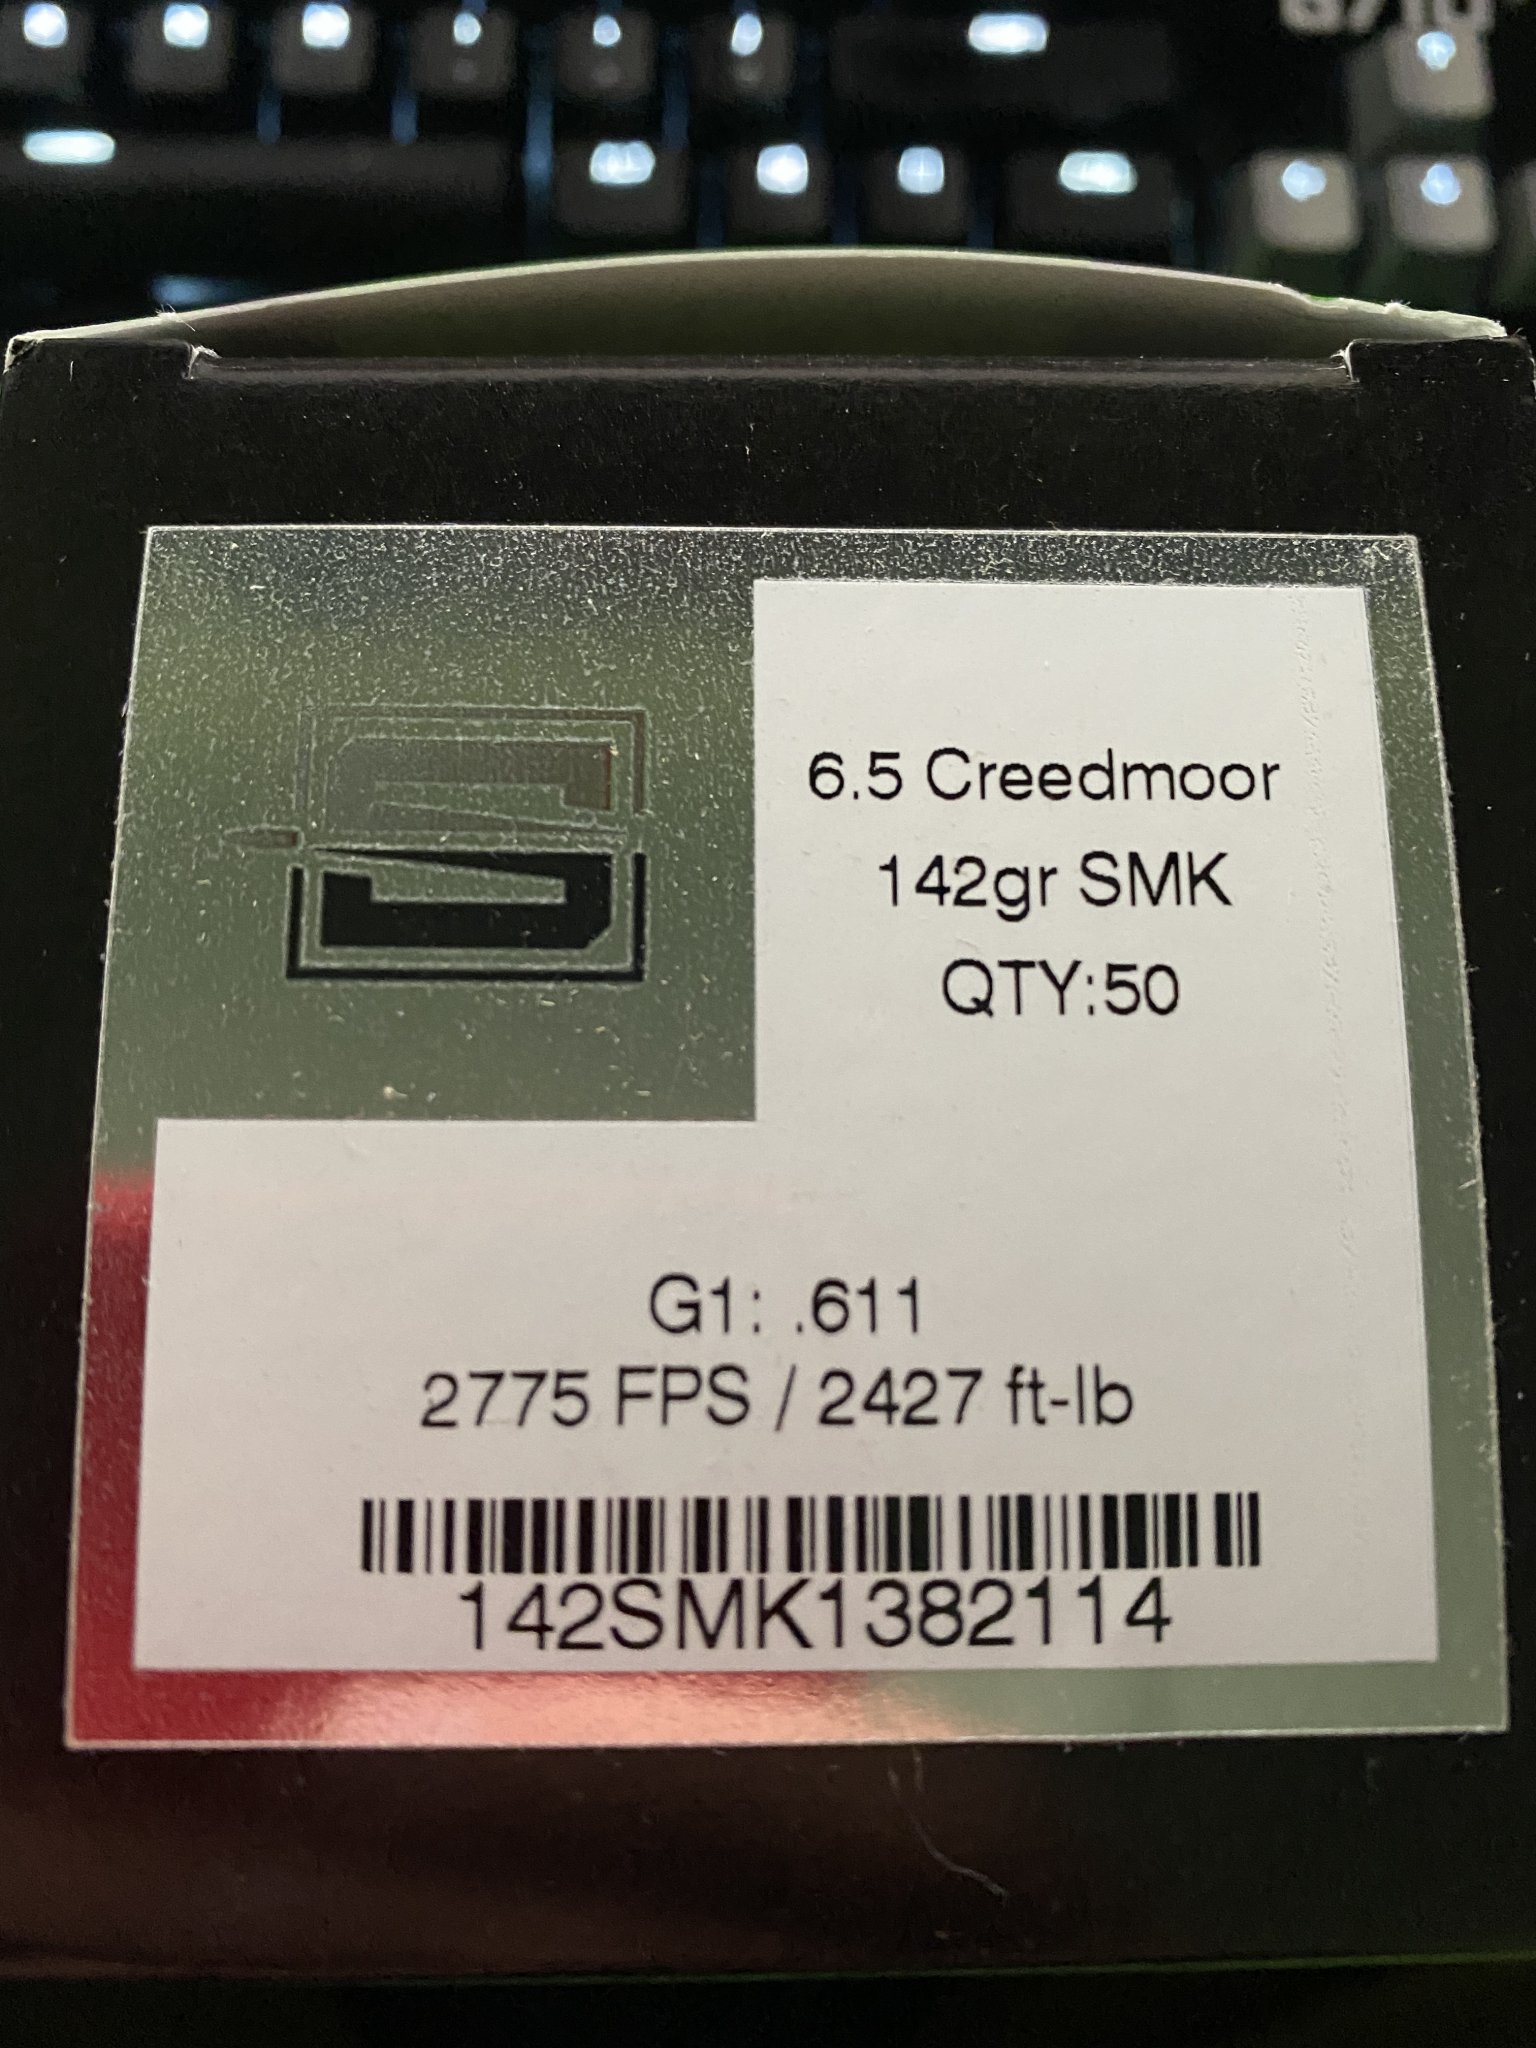 6.5 Creedmoor
142gr SMK
QTY:50
G1: .611
2775 FPS / 2427 ft-lb
142SMK1382114